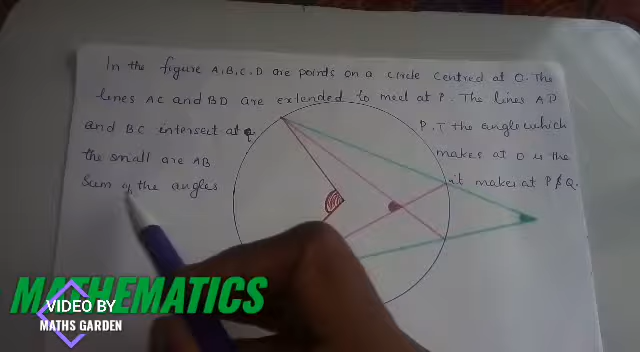 In the figure A,B,C,D are points on a circle centred at O. The
lines AC and BD are extended to meet at P. The lines AD
and BC intersect at Q. P.T the angle which
the small arc AB makes at O is the
Sum of the angles it makes at P & Q.
MATHEMATICS
VIDEO BY
MATHS GARDEN